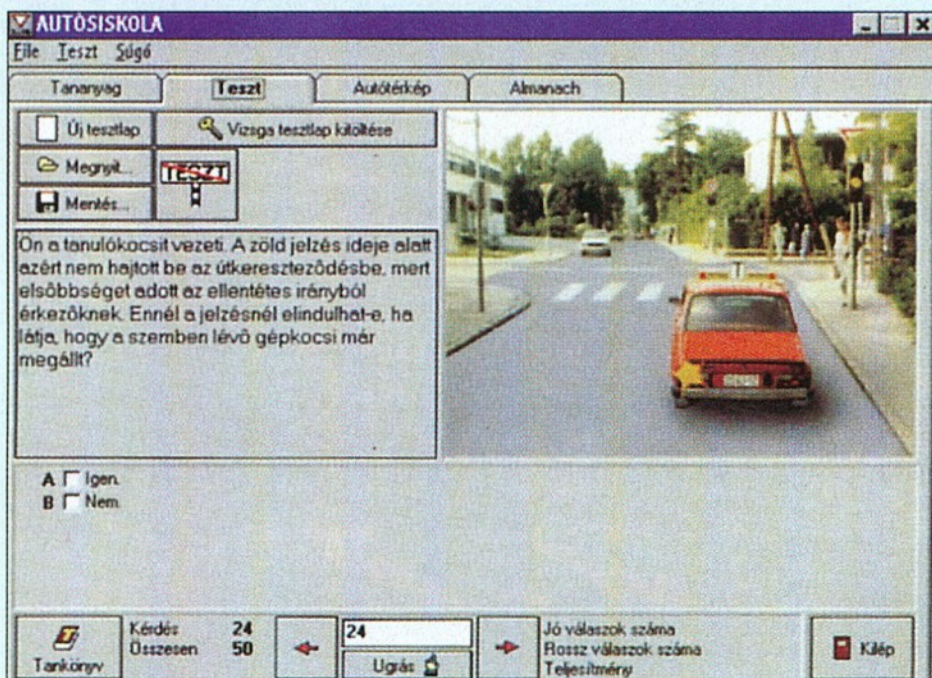 AUTÓSISKOLA
File Teszt Súgó
Tananyag Teszt Autótérkép Almanach
Új tesztlap Vizsga tesztlap kitöltése
Megnyit...
TESZT
Mentés...
Ön a tanulókocsit vezeti. A zöld jelzés ideje alatt
azért nem hajtott be az útkereszteződésbe, mert
elsőbbséget adott az ellentétes irányból
érkezőknek. Ennél a jelzésnél elindulhat-e, ha
látja, hogy a szemben lévő gépkocsi már
megállt?
A Igen.
B Nem.
Tankönyv
Kérdés 24
Összesen 50
24
Ugrás
Jó válaszok száma
Rossz válaszok száma
Teljesítmény
Kilép